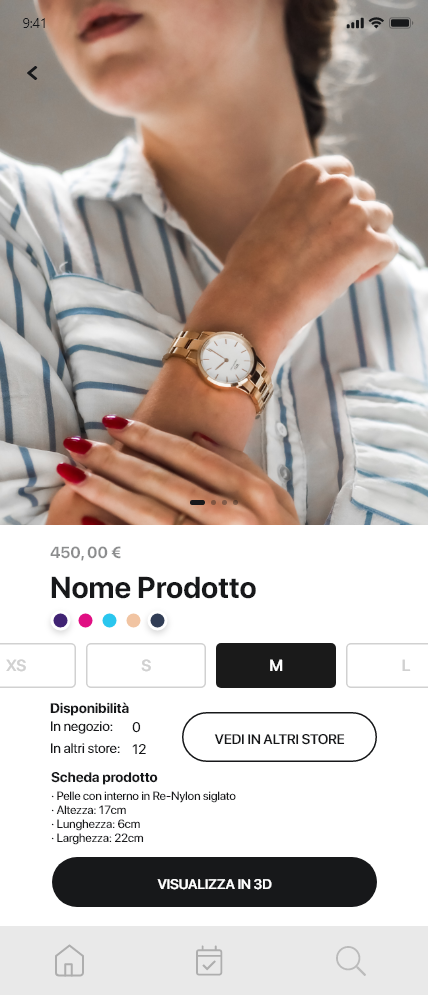 9:41
450,00 €
Nome Prodotto
XS
S
M
L
Disponibilità
In negozio: 0
In altri store: 12
VEDI IN ALTRI STORE
Scheda prodotto
· Pelle con interno in Re-Nylon siglato
· Altezza: 17cm
· Lunghezza: 6cm
· Larghezza: 22cm
VISUALIZZA IN 3D